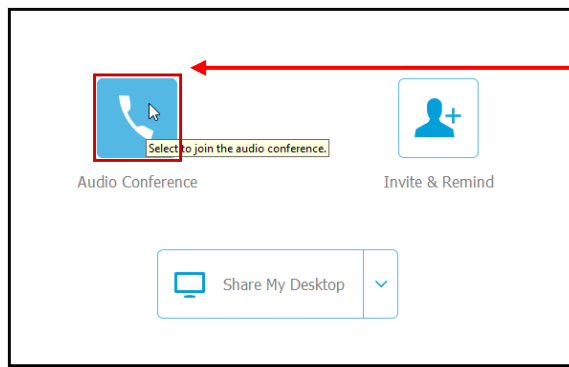 Select to join the audio conference.
Audio Conference
Invite & Remind
Share My Desktop